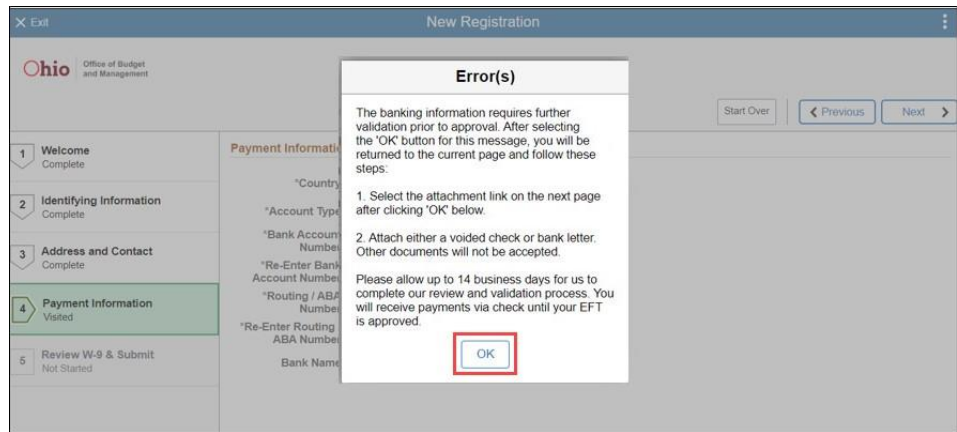 Exit
New Registration
Ohio
Office of Budget
and Management
Error(s)
The banking information requires further
validation prior to approval. After selecting
the 'OK' button for this message, you will be
returned to the current page and follow these
steps:
1. Select the attachment link on the next page
after clicking 'OK' below.
2. Attach either a voided check or bank letter.
Other documents will not be accepted.
Please allow up to 14 business days for us to
complete our review and validation process. You
will receive payments via check until your EFT
is approved.
OK
Start Over
Previous
Next
1 Welcome
Complete
2 Identifying Information
Complete
3 Address and Contact
Complete
4 Payment Information
Visited
5 Review W-9 & Submit
Not Started
Payment Informati
*Country
*Account Type
*Bank Account
Number
*Re-Enter Bank
Account Number
*Routing / ABA
Number
*Re-Enter Routing
ABA Number
Bank Name